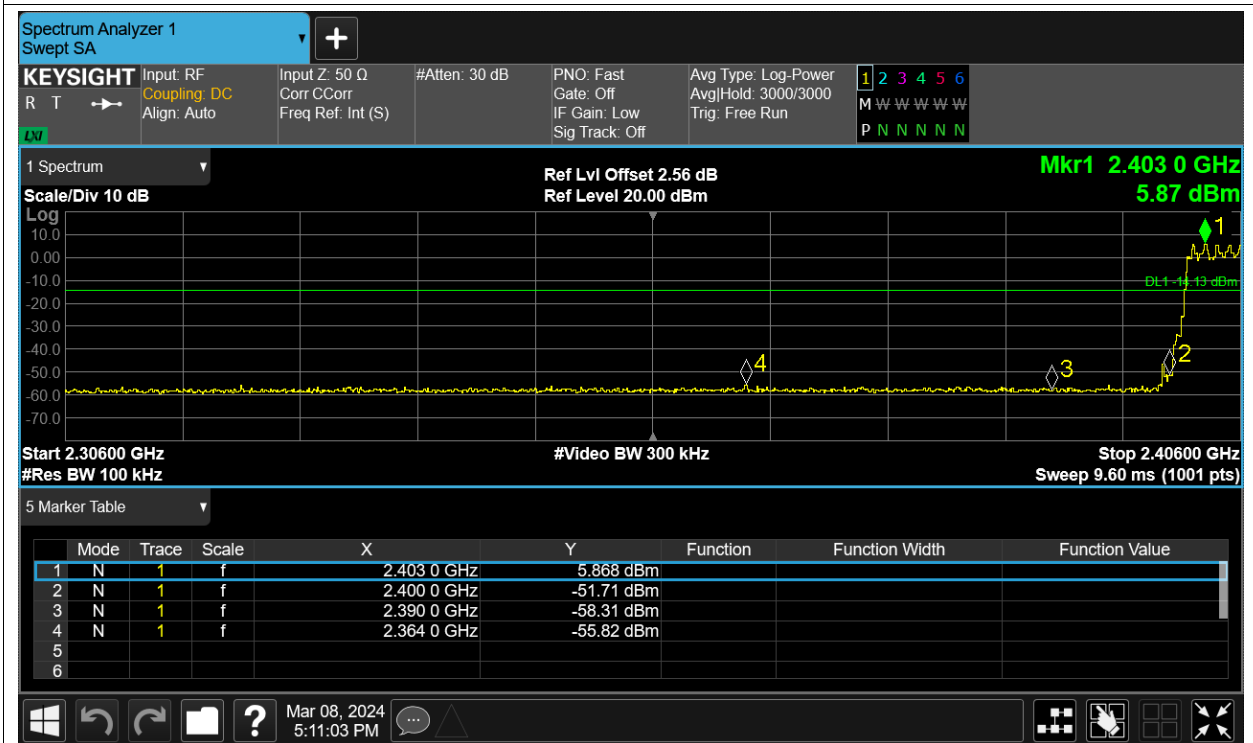 Spectrum Analyzer 1
Swept SA
+
KEYSIGHT Input: RF Input Z: 50 Ω #Atten: 30 dB PNO: Fast Avg Type: Log-Power 1 2 3 4 5 6
R T Coupling: DC Corr CCorr Gate: Off Avg|Hold: 3000/3000 M W W W W W
Align: Auto Freq Ref: Int (S) IF Gain: Low Trig: Free Run
LXI Sig Track: Off P N N N N N
1 Spectrum Ref Lvl Offset 2.56 dB Mkr1 2.403 0 GHz
Scale/Div 10 dB Ref Level 20.00 dBm 5.87 dBm
Log
1
10.0
0.00
-10.0
DL1 -14.13 dBm
-20.0
-30.0
-40.0
2
4
3
-50.0
-60.0
-70.0
Start 2.30600 GHz #Video BW 300 kHz Stop 2.40600 GHz
#Res BW 100 kHz Sweep 9.60 ms (1001 pts)
5 Marker Table
Mode Trace Scale X Y Function Function Width Function Value
1 N 1 f 2.403 0 GHz 5.868 dBm
2 N 1 f 2.400 0 GHz -51.71 dBm
3 N 1 f 2.390 0 GHz -58.31 dBm
4 N 1 f 2.364 0 GHz -55.82 dBm
5
6
? Mar 08, 2024
5:11:03 PM